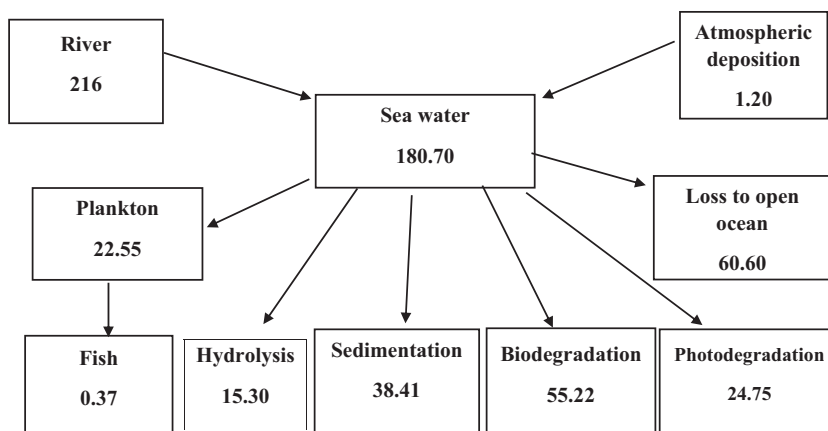 River
216
Atmospheric
deposition
1.20
Sea water
180.70
Plankton
22.55
Loss to open
ocean
60.60
Fish
0.37
Hydrolysis
15.30
Sedimentation
38.41
Biodegradation
55.22
Photodegradation
24.75